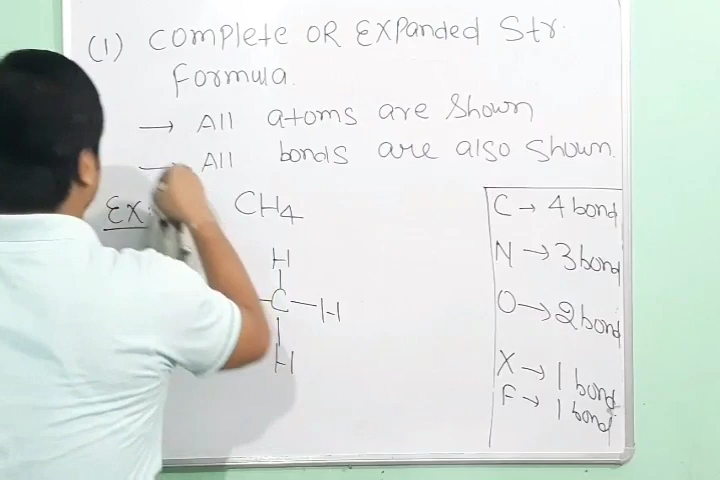 (1) Complete OR Expanded Str.
Formula.
→ All atoms are shown
→ All bonds are also shown.
Ex: CH4
H
–C–H
H
C → 4 bond
N → 3 bond
O → 2 bond
X → 1 bond
F → 1 bond